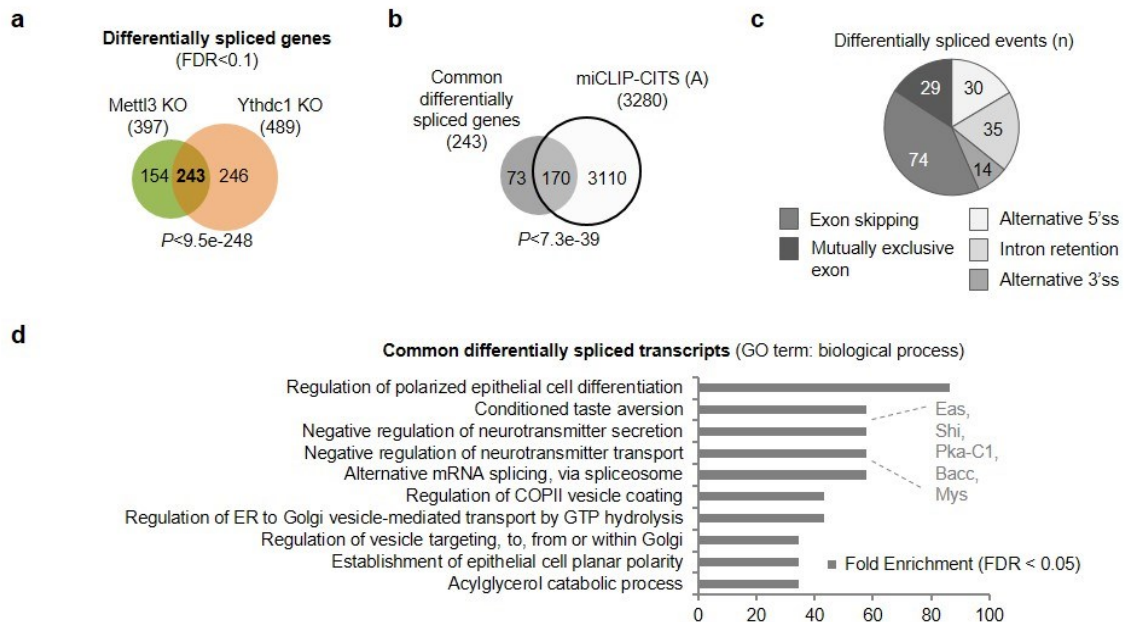 a
Differentially spliced genes
(FDR<0.1)
Mettl3 KO
(397)
Ythdc1 KO
(489)
154
243
246
P<9.5e-248
b
Common
differentially
spliced genes
(243)
miCLIP-CITS (A)
(3280)
73
170
3110
P<7.3e-39
c
Differentially spliced events (n)
29
30
35
14
74
Exon skipping
Mutually exclusive
exon
Alternative 5'ss
Intron retention
Alternative 3'ss
d
Common differentially spliced transcripts (GO term: biological process)
Regulation of polarized epithelial cell differentiation
Conditioned taste aversion
Negative regulation of neurotransmitter secretion
Negative regulation of neurotransmitter transport
Alternative mRNA splicing, via spliceosome
Regulation of COPII vesicle coating
Regulation of ER to Golgi vesicle-mediated transport by GTP hydrolysis
Regulation of vesicle targeting, to, from or within Golgi
Establishment of epithelial cell planar polarity
Acylglycerol catabolic process
Eas,
Shi,
Pka-C1,
Bacc,
Mys
Fold Enrichment (FDR < 0.05)
0 20 40 60 80 100